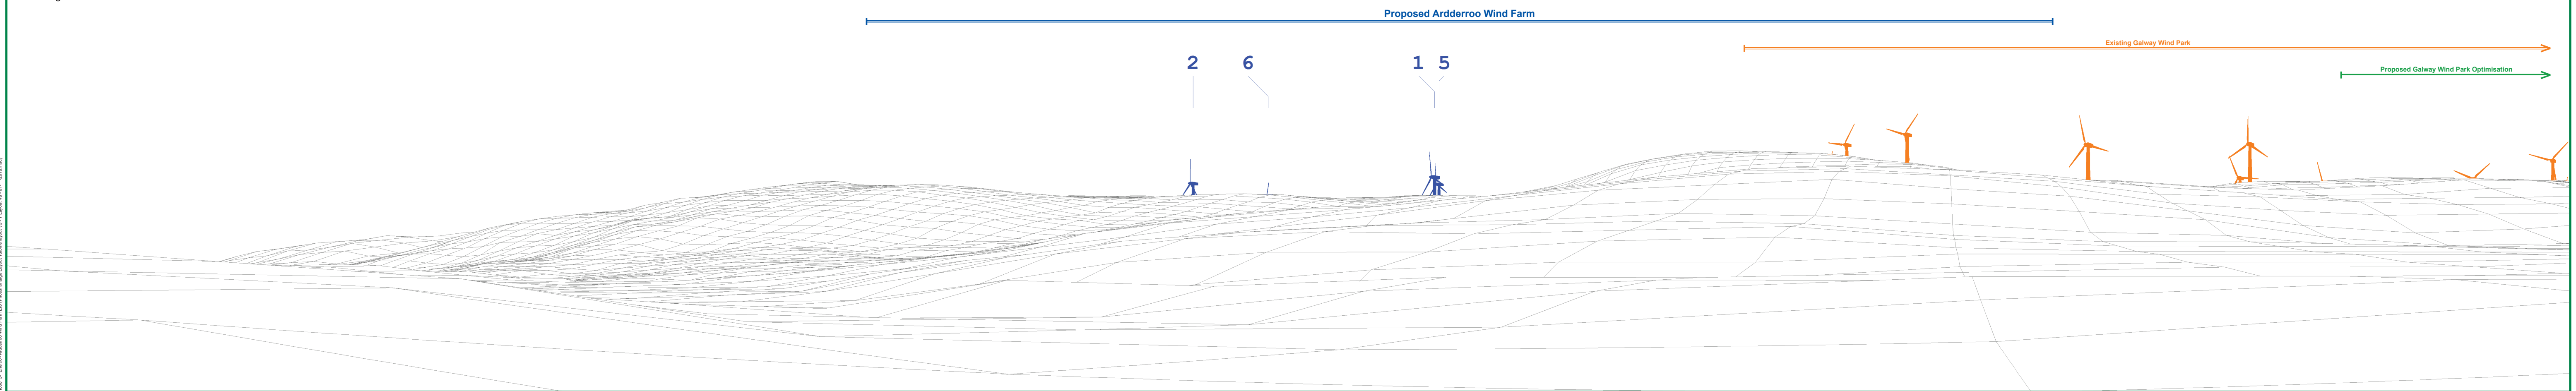 Proposed Ardderroo Wind Farm
Existing Galway Wind Park
2 6 1 5
Proposed Galway Wind Park Optimisation